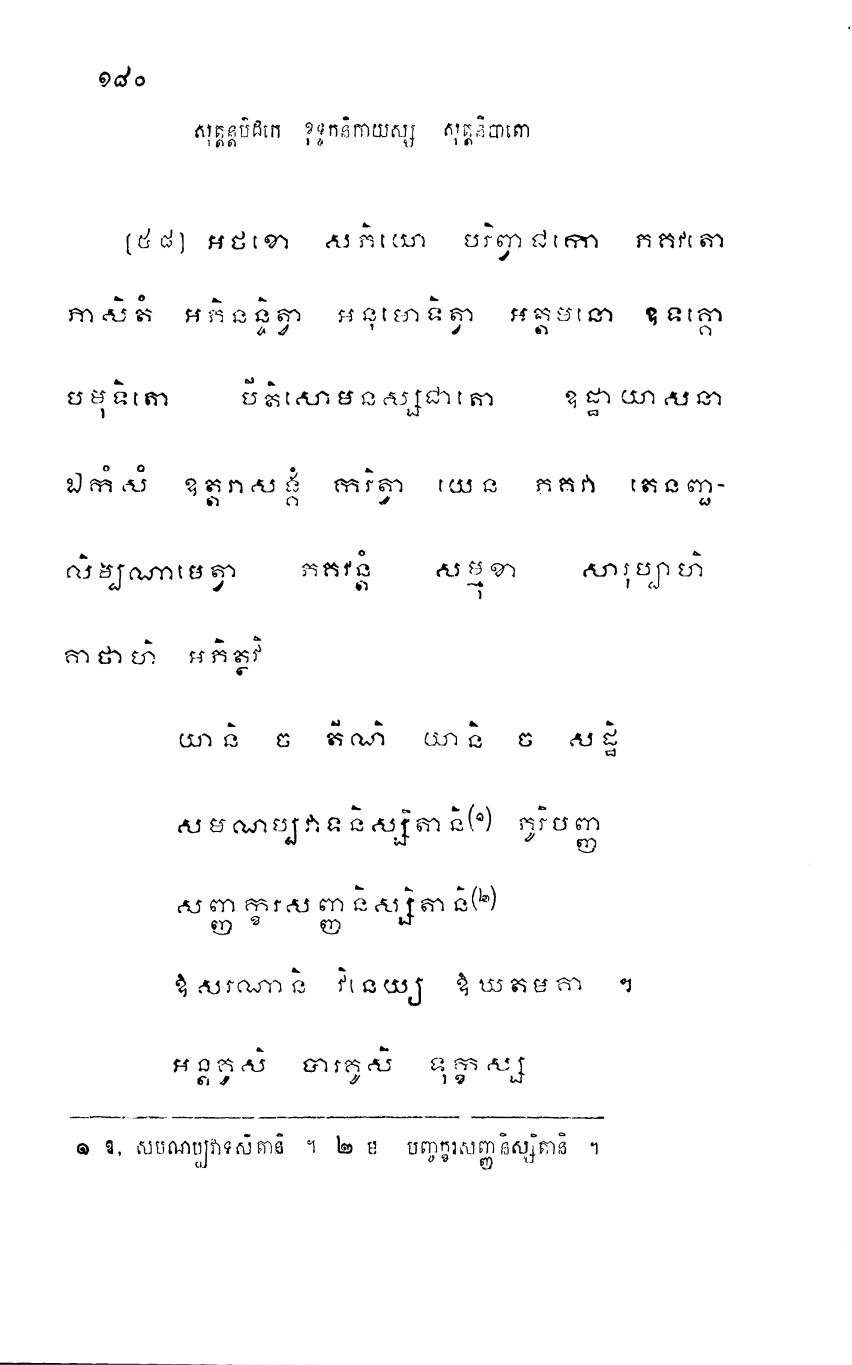 ១៨០
សុត្តន្តបិដកេ ខុទ្ទកនិកាយស្ស សុត្តនិបាតោ
[៥៨] អថខោ សភិយោ បរិញ្វជកោ ភគវតោ
ភាសិតំ អភិនន្ទិត្វា អនុមោទិត្វា អត្តមនោ ឧទគ្គោ
បមុទិតោ បីតិសោមនស្សជាតោ ឧដ្ឋាយាសនា
ឯកំសំ ឧត្តរាសង្គំ ករិត្វា យេន ភគវា តេនញ្ជ-
លិម្បណាមេត្វា ភគវន្តំ សម្មុខា សារុប្បាហិ
គាថាហិ អភិត្ថវិ
យានិ ច តីណិ យានិ ច សដ្ឋិ
សមណប្បវាទនិស្សិតានិ(១) ភូរិបញ្ញ
សញ្ញក្ខរសញ្ញនិស្សិតានិ(២)
ឱសរណានិ វិនេយ្យ ឱឃតមគា ។
អន្តគូសិ បារគូសិ ទុក្ខស្ស
១ ឱ. សមណប្បវាទសិតានិ ។ ២ ម បញ្ចក្ខរសញ្ញនិស្សិតានិ ។